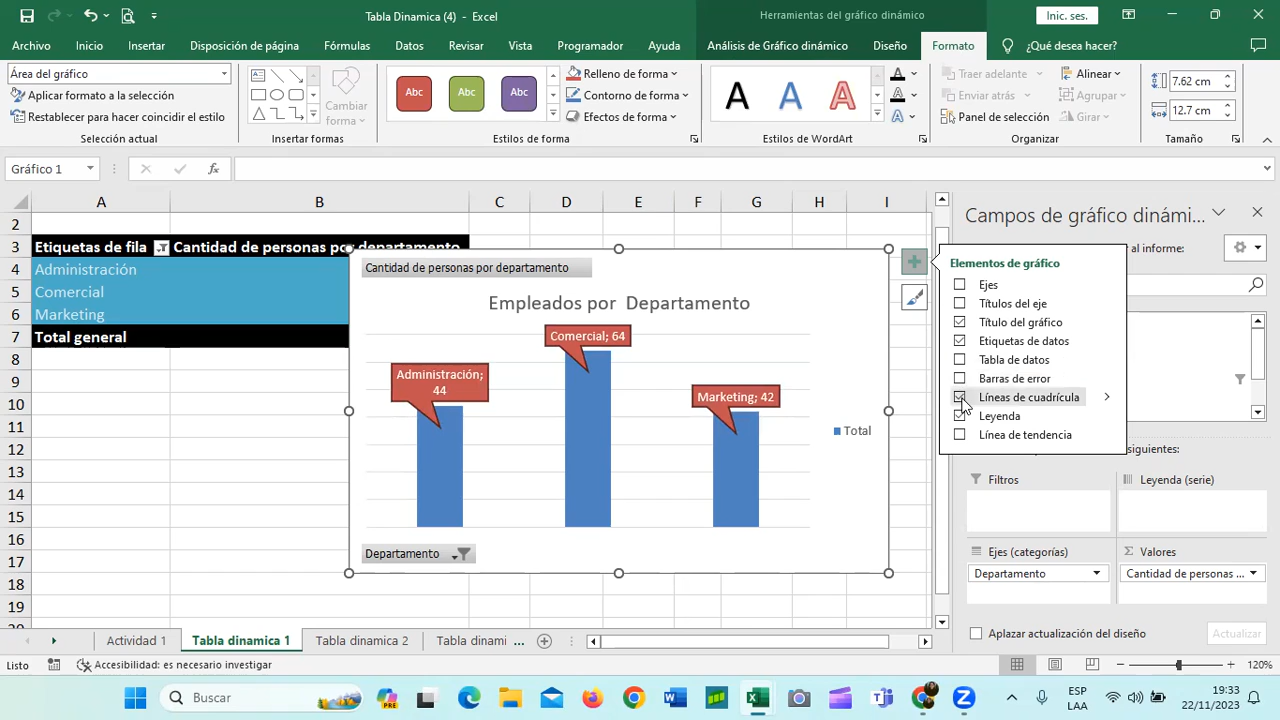 Tabla Dinamica (4) - Excel
Herramientas del gráfico dinámico
Inic. ses.
Archivo Inicio Insertar Disposición de página Fórmulas Datos Revisar Vista Programador Ayuda Análisis de Gráfico dinámico Diseño Formato ¿Qué desea hacer?
Área del gráfico
Aplicar formato a la selección
Restablecer para hacer coincidir el estilo
Selección actual
Cambiar
forma
Insertar formas
Abc Abc Abc
Relleno de forma
Contorno de forma
Efectos de forma
Estilos de forma
A A A
A
A
A
Estilos de WordArt
Traer adelante
Enviar atrás
Panel de selección
Alinear
Agrupar
Girar
Organizar
7.62 cm
12.7 cm
Tamaño
Gráfico 1
fx
A B C D E F G H I
2
3 Etiquetas de fila Cantidad de personas por departamento
4 Administración
5 Comercial
6 Marketing
7 Total general
8
9
10
11
12
13
14
15
16
17
18
19
Cantidad de personas por departamento
Empleados por Departamento
Administración;
44
Comercial; 64
Marketing; 42
Total
Departamento
Elementos de gráfico
Ejes
Títulos del eje
Título del gráfico
Etiquetas de datos
Tabla de datos
Barras de error
Líneas de cuadrícula
Leyenda
Línea de tendencia
Campos de gráfico dinámi...
al informe:
siguientes:
Filtros
Leyenda (serie)
Ejes (categorías)
Valores
Departamento
Cantidad de personas ...
Aplazar actualización del diseño
Actualizar
Actividad 1 Tabla dinamica 1 Tabla dinamica 2 Tabla dinami ...
Listo
Accesibilidad: es necesario investigar
120%
Buscar
PRE
ESP
LAA
19:33
22/11/2023